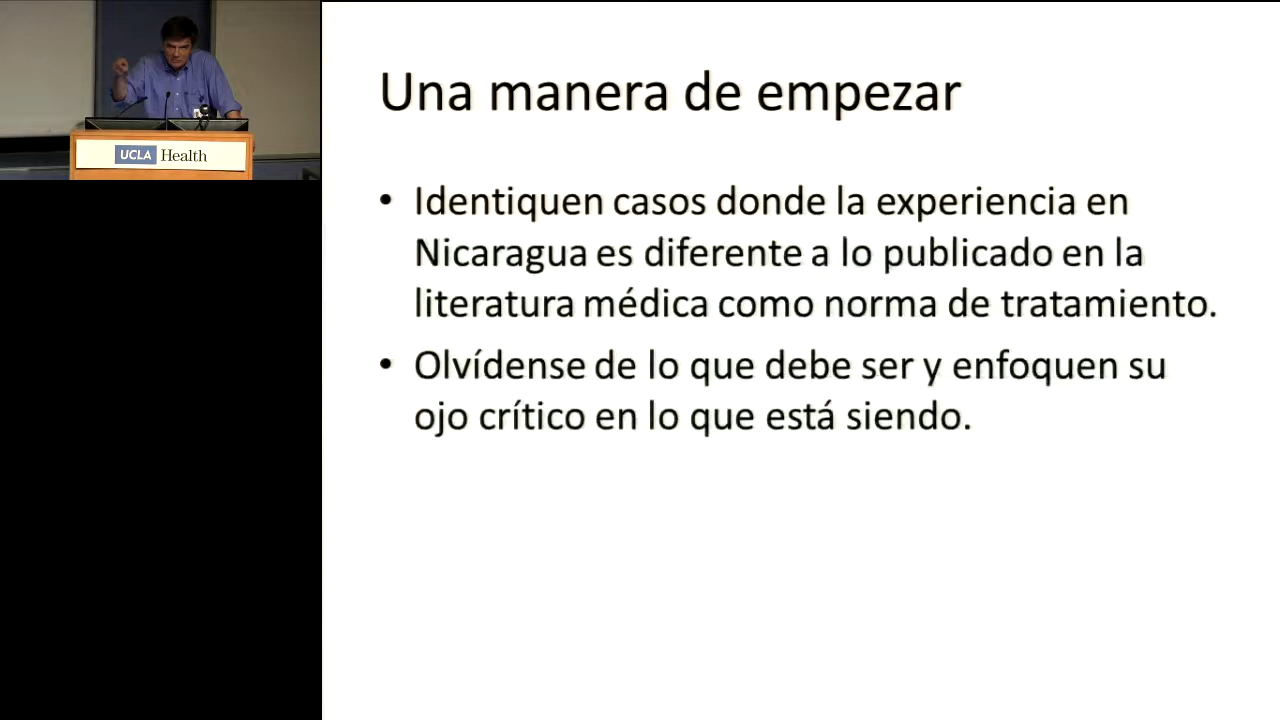 UCLA Health
Una manera de empezar
• Identiquen casos donde la experiencia en
Nicaragua es diferente a lo publicado en la
literatura médica como norma de tratamiento.
• Olvídense de lo que debe ser y enfoquen su
ojo crítico en lo que está siendo.